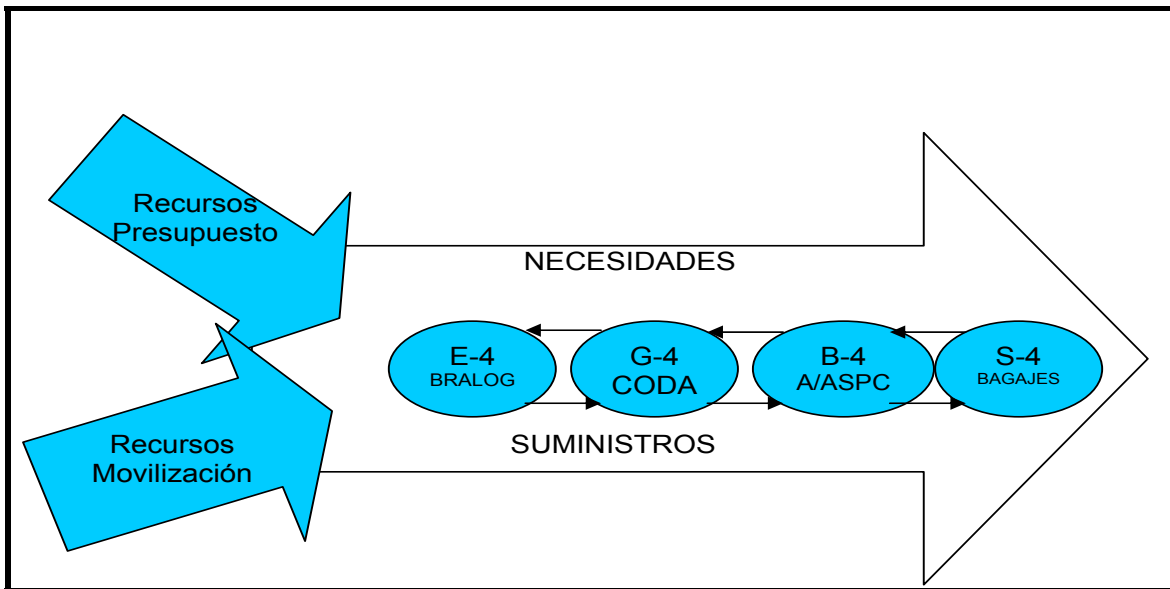 Recursos
Presupuesto
NECESIDADES
E-4
BRALOG
G-4
CODA
B-4
A/ASPC
S-4
BAGAJES
SUMINISTROS
Recursos
Movilización